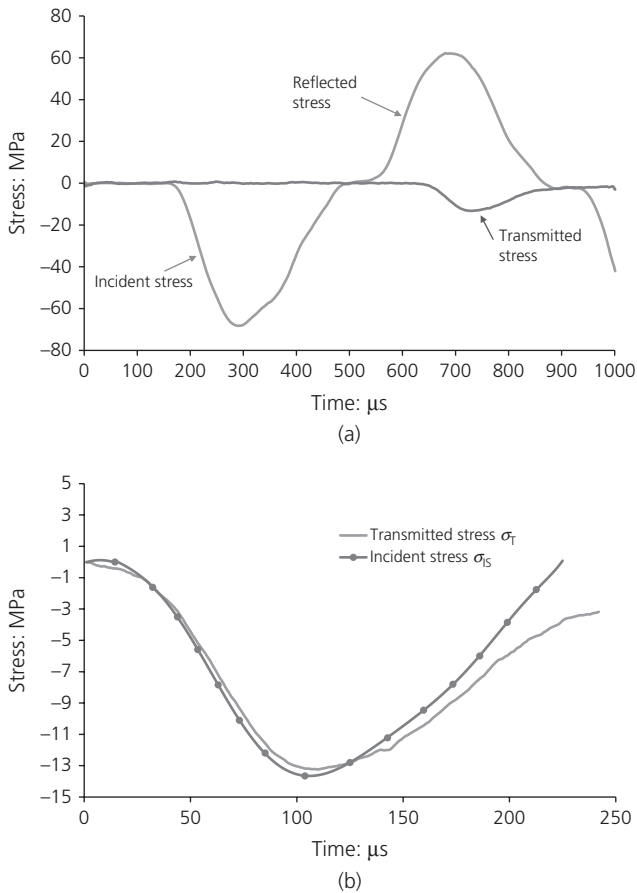 80
60
40
20
0
−20
−40
−60
−80
Stress: MPa
Reflected
stress
Incident stress
Transmitted
stress
0 100 200 300 400 500 600 700 800 900 1000
Time: μs
(a)
5
3
1
−1
−3
−5
−7
−9
−11
−13
−15
Stress: MPa
Transmitted stress σT
Incident stress σIS
0 50 100 150 200 250
Time: μs
(b)